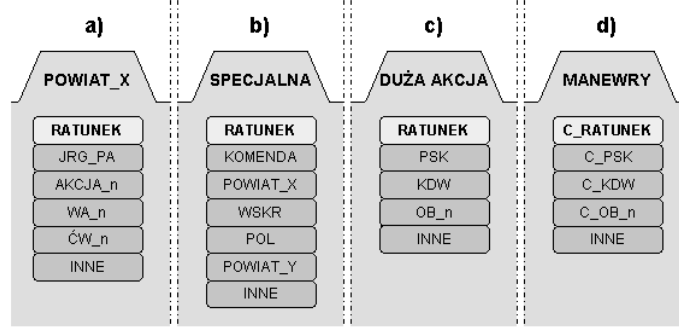 a)
POWIAT_X
RATUNEK
JRG_PA
AKCJA_n
WA_n
ĆW_n
INNE
b)
SPECJALNA
RATUNEK
KOMENDA
POWIAT_X
WSKR
POL
POWIAT_Y
INNE
c)
DUŻA AKCJA
RATUNEK
PSK
KDW
OB_n
INNE
d)
MANEWRY
C_RATUNEK
C_PSK
C_KDW
C_OB_n
INNE